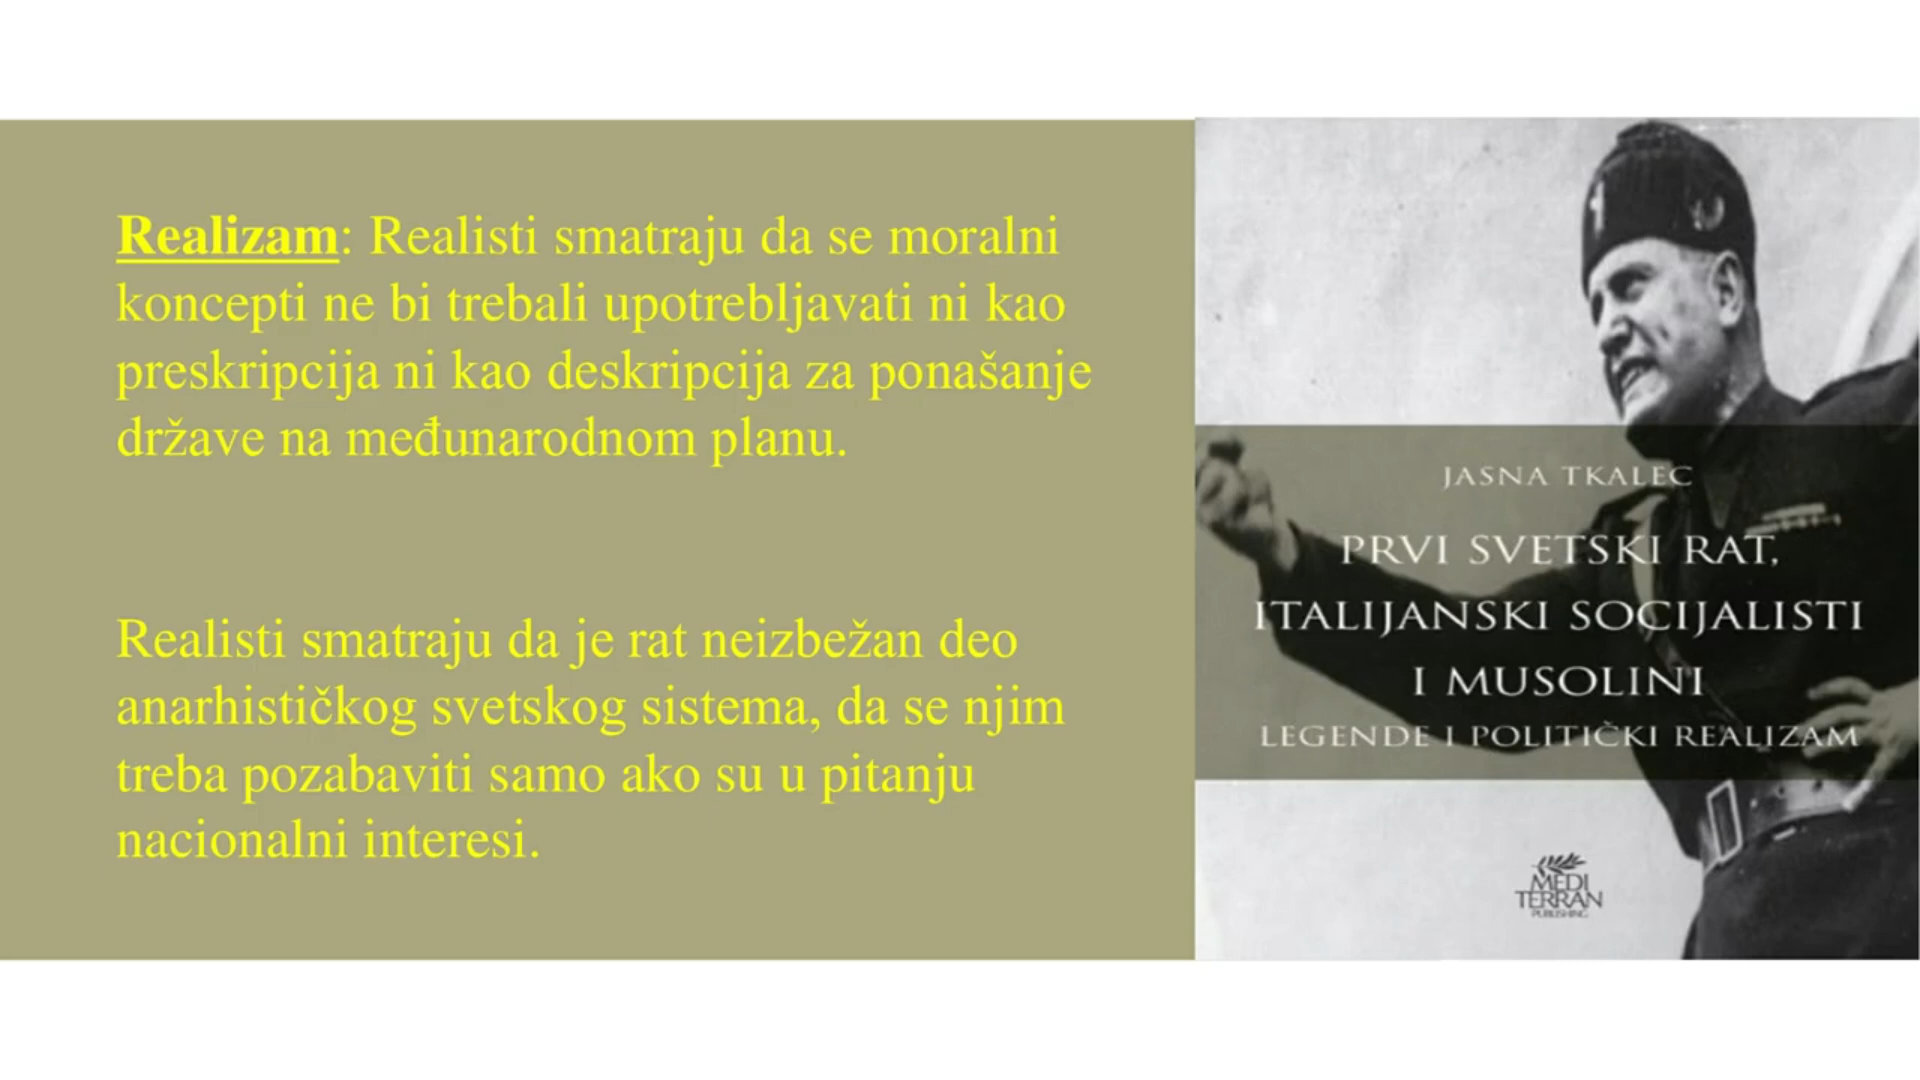 Realizam: Realisti smatraju da se moralni
koncepti ne bi trebali upotrebljavati ni kao
preskripcija ni kao deskripcija za ponašanje
države na međunarodnom planu.
Realisti smatraju da je rat neizbežan deo
anarhističkog svetskog sistema, da se njim
treba pozabaviti samo ako su u pitanju
nacionalni interesi.
JASNA TKALEC
PRVI SVETSKI RAT,
ITALIJANSKI SOCIJALISTI
I MUSOLINI
LEGENDE I POLITIČKI REALIZAM
MEDI
TERRAN
PUBLISHING